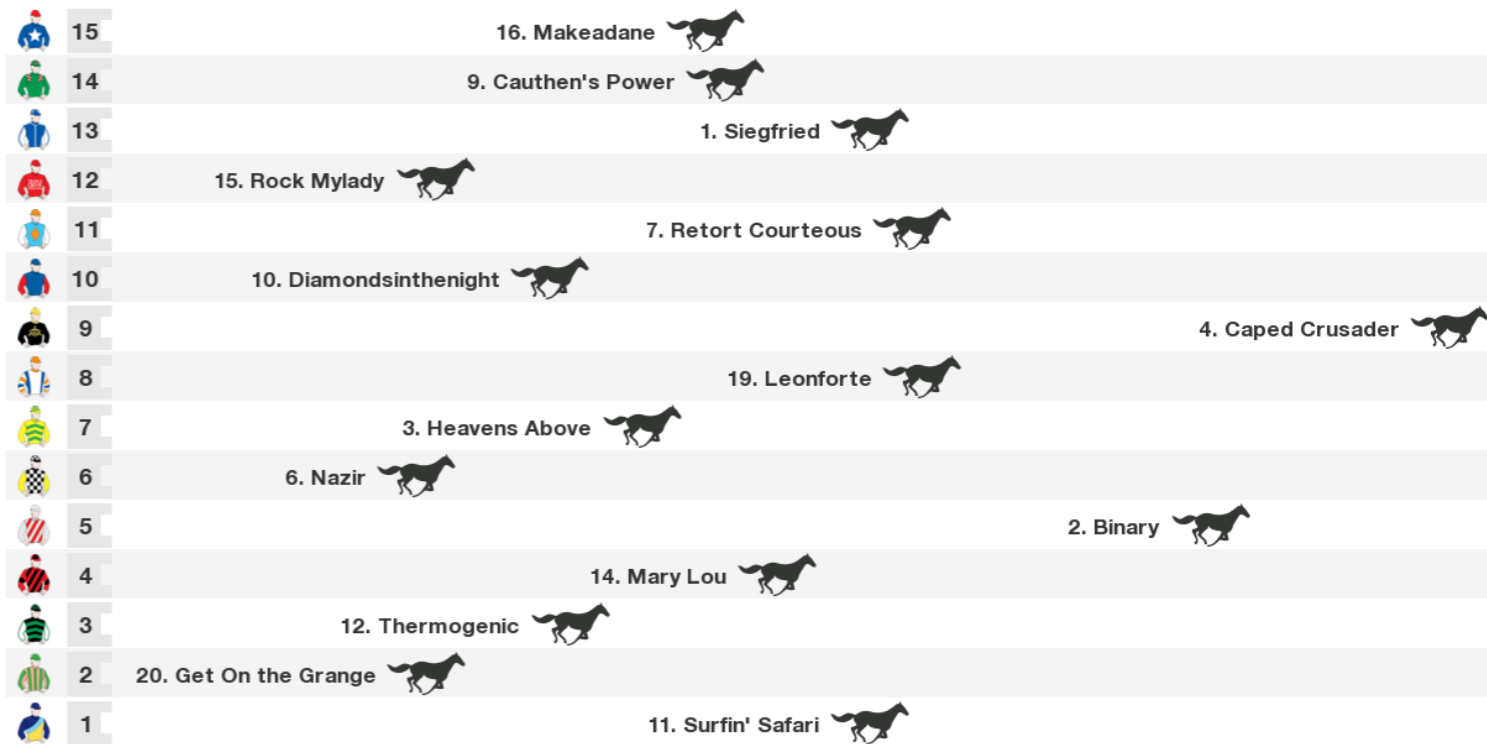 15 16. Makeadane
14 9. Cauthen's Power
13 1. Siegfried
12 15. Rock Mylady
11 7. Retort Courteous
10 10. Diamondsinthenight
9 4. Caped Crusader
8 19. Leonforte
7 3. Heavens Above
6 6. Nazir
5 2. Binary
4 14. Mary Lou
3 12. Thermogenic
2 20. Get On the Grange
1 11. Surfin' Safari